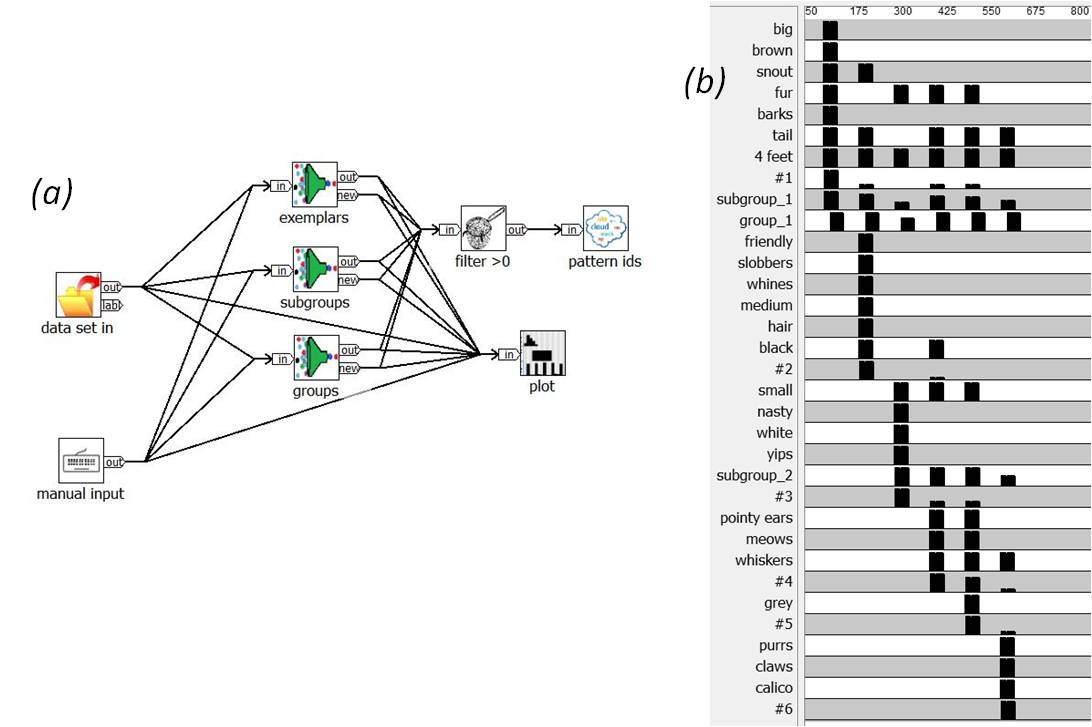 (a)
in
out
new
exemplars
in
out
filter >0
in
pattern ids
cloud
in
out
new
subgroups
out
lab
data set in
in
out
new
groups
in
plot
out
manual input
(b)
50 175 300 425 550 675 800
big
brown
snout
fur
barks
tail
4 feet
#1
subgroup_1
group_1
friendly
slobbers
whines
medium
hair
black
#2
small
nasty
white
yips
subgroup_2
#3
pointy ears
meows
whiskers
#4
grey
#5
purrs
claws
calico
#6